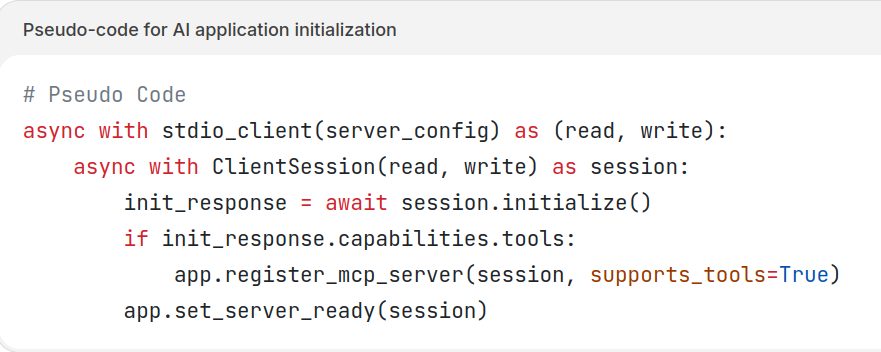 Pseudo-code for AI application initialization
# Pseudo Code
async with stdio_client(server_config) as (read, write):
    async with ClientSession(read, write) as session:
        init_response = await session.initialize()
        if init_response.capabilities.tools:
            app.register_mcp_server(session, supports_tools=True)
        app.set_server_ready(session)